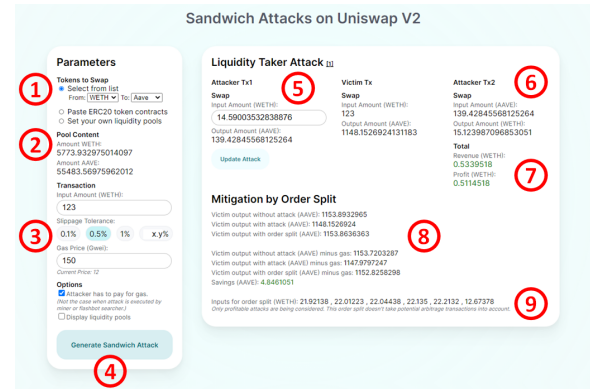 Sandwich Attacks on Uniswap V2
Parameters
1
Tokens to Swap
Select from list
From: WETH To: Aave
Paste ERC20 token contracts
Set your own liquidity pools
2
Pool Content
Amount WETH:
5773.932975014097
Amount AAVE:
55483.56975962012
Transaction
Input Amount (WETH):
123
3
Slippage Tolerance:
0.1% 0.5% 1% x.y%
Gas Price (Gwei):
150
Current Price: 12
Options
Attacker has to pay for gas.
(Not the case when attack is executed by
miner or flashbot searcher.)
Display liquidity pools
Generate Sandwich Attack
4
Liquidity Taker Attack [1]
5
Attacker Tx1
Swap
Input Amount (WETH):
14.59003532838876
Output Amount (AAVE):
139.42845568125264
Update Attack
Victim Tx
Swap
Input Amount (WETH):
123
Output Amount (AAVE):
1148.1526924131183
6
Attacker Tx2
Swap
Input Amount (AAVE):
139.42845568125264
Output Amount (WETH):
15.123987096853051
Total
Revenue (WETH):
0.5339518
Profit (WETH):
0.5114518
7
Mitigation by Order Split
Victim output without attack (AAVE): 1153.8932965
Victim output with attack (AAVE): 1148.1526924
Victim output with order split (AAVE): 1153.8636363
8
Victim output without attack (AAVE) minus gas: 1153.7203287
Victim output with attack (AAVE) minus gas: 1147.9797247
Victim output with order split (AAVE) minus gas: 1152.8258298
Savings (AAVE): 4.8461051
Inputs for order split (WETH): 21.92138 , 22.01223 , 22.04438 , 22.135 , 22.2132 , 12.67378
Only profitable attacks are being considered. This order split doesn't take potential arbitrage transactions into account.
9